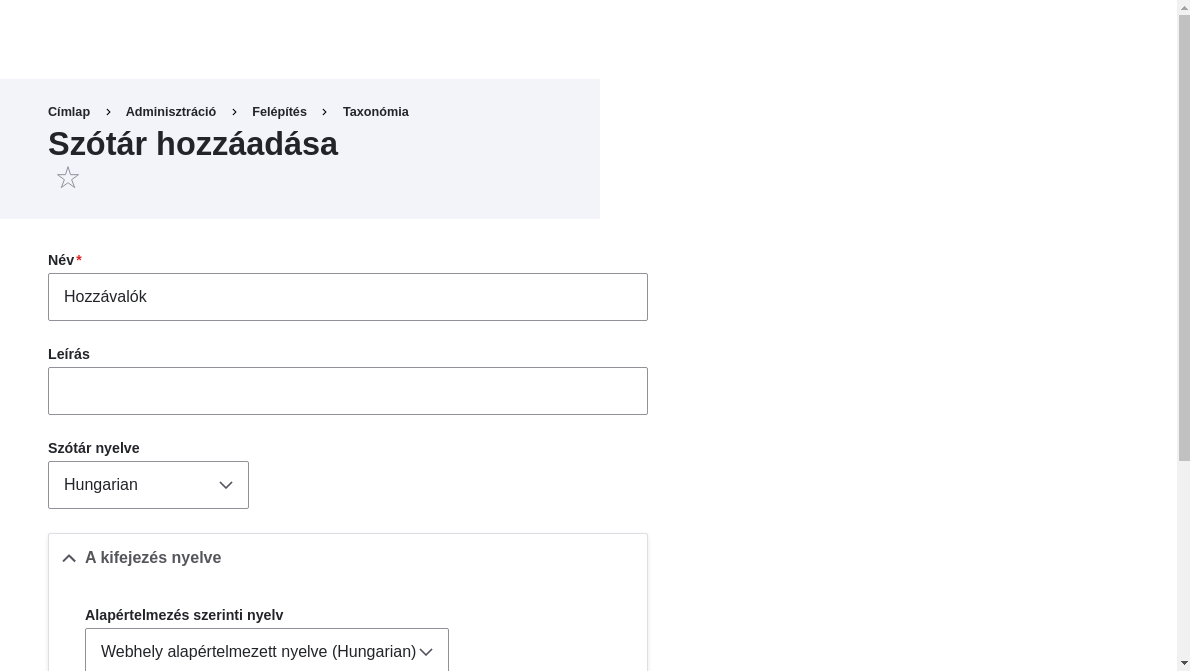 Címlap Adminisztráció Felépítés Taxonómia
Szótár hozzáadása
Név*
Hozzávalók
Leírás
Szótár nyelve
Hungarian
A kifejezés nyelve
Alapértelmezés szerinti nyelv
Webhely alapértelmezett nyelve (Hungarian)